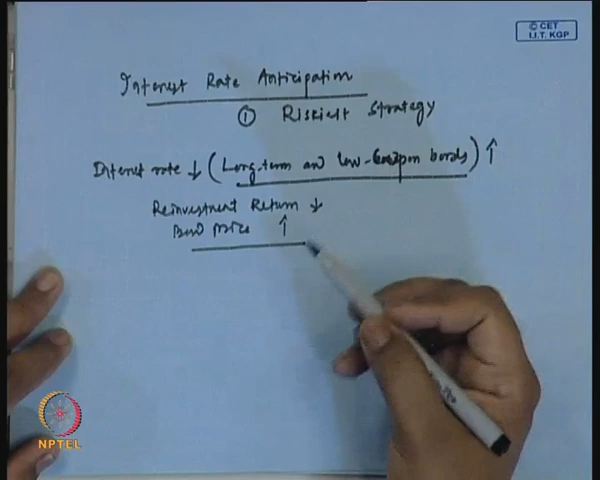 © CET
I.I.T. KGP
Interest Rate Anticipation
① Riskiest Strategy
Interest rate ↓ (Long-term and low-Coupon bonds) ↑
Reinvestment Return ↓
Bond price ↑
NPTEL